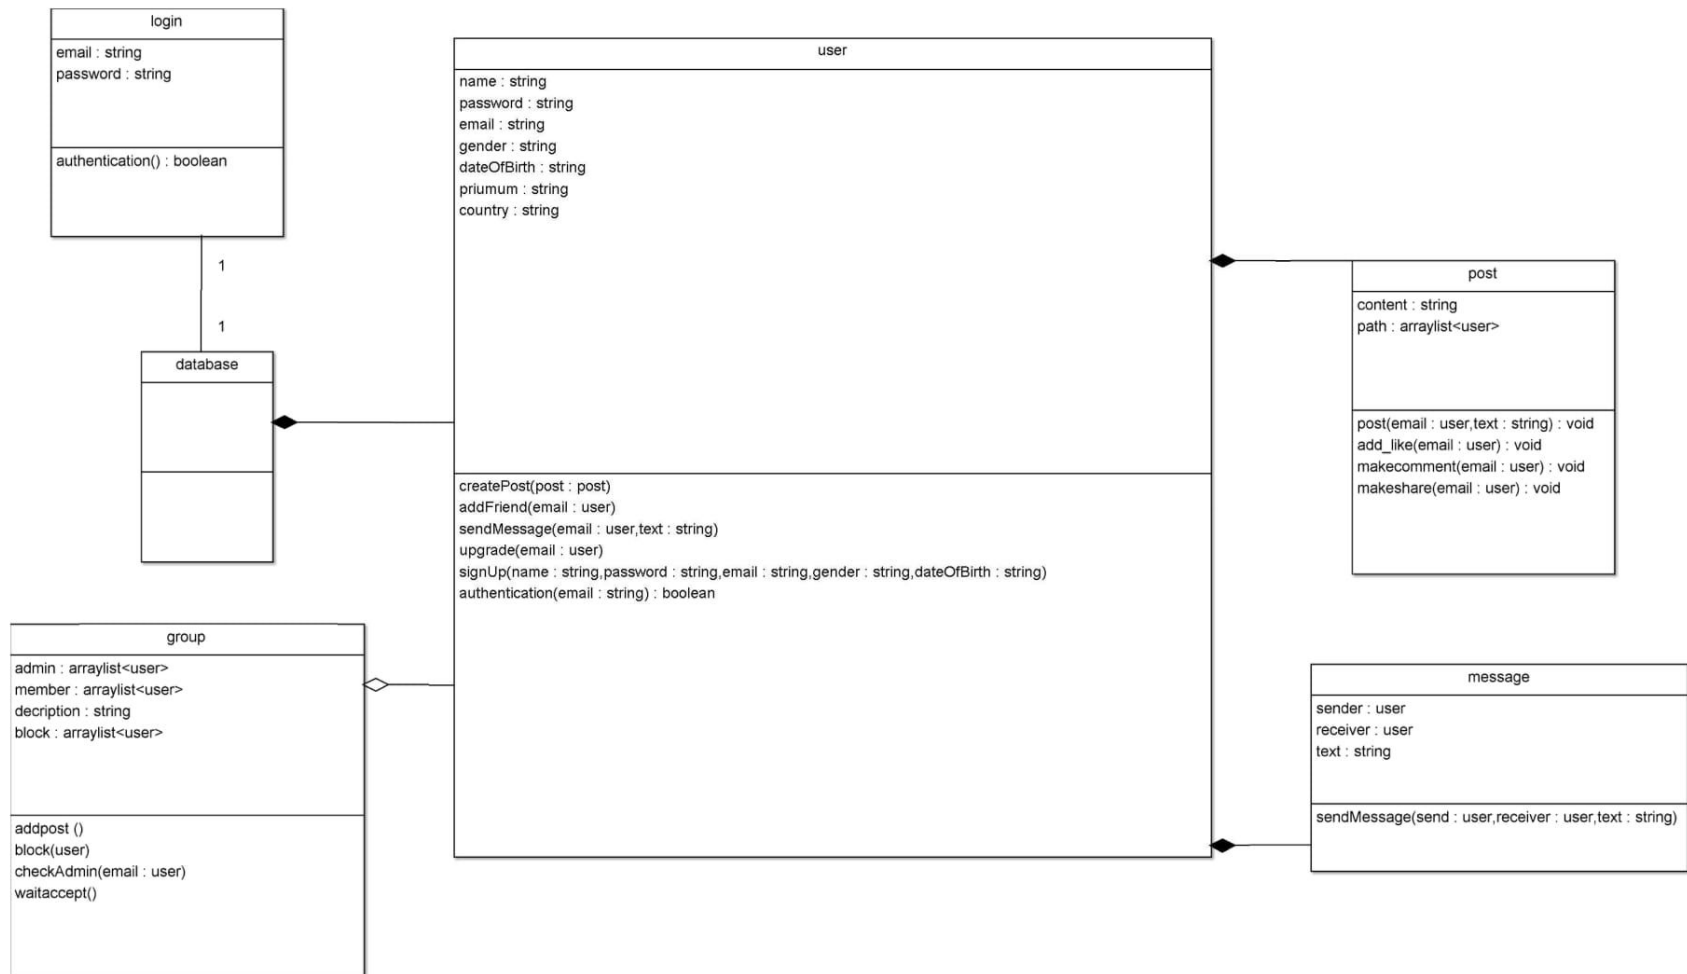 login
email : string
password : string
authentication() : boolean
1
1
database
user
name : string
password : string
email : string
gender : string
dateOfBirth : string
priumum : string
country : string
createPost(post : post)
addFriend(email : user)
sendMessage(email : user,text : string)
upgrade(email : user)
signUp(name : string,password : string,email : string,gender : string,dateOfBirth : string)
authentication(email : string) : boolean
post
content : string
path : arraylist<user>
post(email : user,text : string) : void
add_like(email : user) : void
makecomment(email : user) : void
makeshare(email : user) : void
group
admin : arraylist<user>
member : arraylist<user>
decription : string
block : arraylist<user>
addpost ()
block(user)
checkAdmin(email : user)
waitaccept()
message
sender : user
receiver : user
text : string
sendMessage(send : user,receiver : user,text : string)